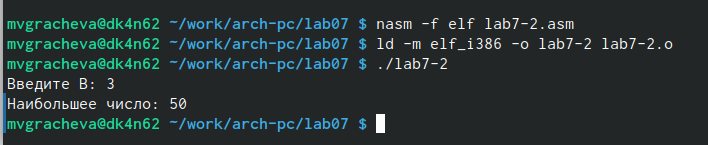 mvgracheva@dk4n62 ~/work/arch-pc/lab07 $ nasm -f elf lab7-2.asm
mvgracheva@dk4n62 ~/work/arch-pc/lab07 $ ld -m elf_i386 -o lab7-2 lab7-2.o
mvgracheva@dk4n62 ~/work/arch-pc/lab07 $ ./lab7-2
Введите В: 3
Наибольшее число: 50
mvgracheva@dk4n62 ~/work/arch-pc/lab07 $